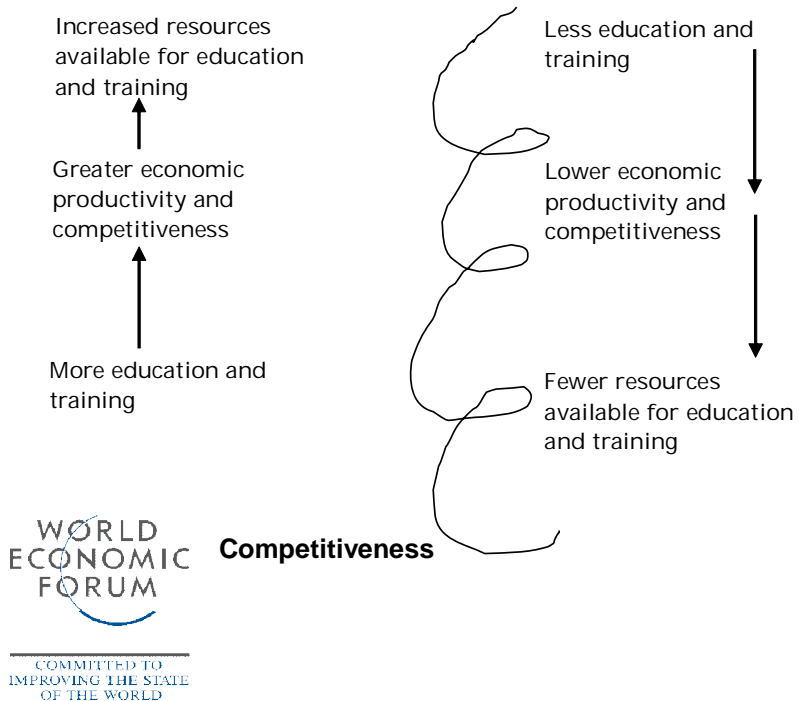 Increased resources
available for education
and training
Greater economic
productivity and
competitiveness
More education and
training
Less education and
training
Lower economic
productivity and
competitiveness
Fewer resources
available for education
and training
WORLD
ECONOMIC
FORUM
COMMITTED TO
IMPROVING THE STATE
OF THE WORLD
Competitiveness